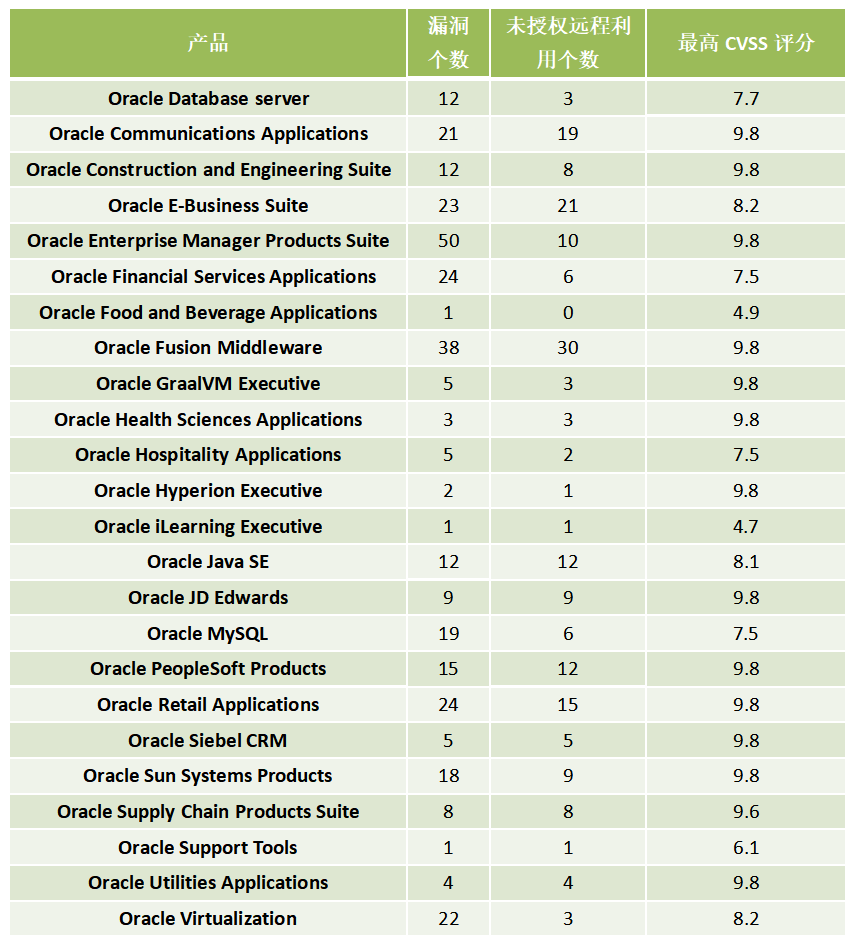 产品 漏洞个数 未授权远程利用个数 最高 CVSS 评分
Oracle Database server 12 3 7.7
Oracle Communications Applications 21 19 9.8
Oracle Construction and Engineering Suite 12 8 9.8
Oracle E-Business Suite 23 21 8.2
Oracle Enterprise Manager Products Suite 50 10 9.8
Oracle Financial Services Applications 24 6 7.5
Oracle Food and Beverage Applications 1 0 4.9
Oracle Fusion Middleware 38 30 9.8
Oracle GraalVM Executive 5 3 9.8
Oracle Health Sciences Applications 3 3 9.8
Oracle Hospitality Applications 5 2 7.5
Oracle Hyperion Executive 2 1 9.8
Oracle iLearning Executive 1 1 4.7
Oracle Java SE 12 12 8.1
Oracle JD Edwards 9 9 9.8
Oracle MySQL 19 6 7.5
Oracle PeopleSoft Products 15 12 9.8
Oracle Retail Applications 24 15 9.8
Oracle Siebel CRM 5 5 9.8
Oracle Sun Systems Products 18 9 9.8
Oracle Supply Chain Products Suite 8 8 9.6
Oracle Support Tools 1 1 6.1
Oracle Utilities Applications 4 4 9.8
Oracle Virtualization 22 3 8.2